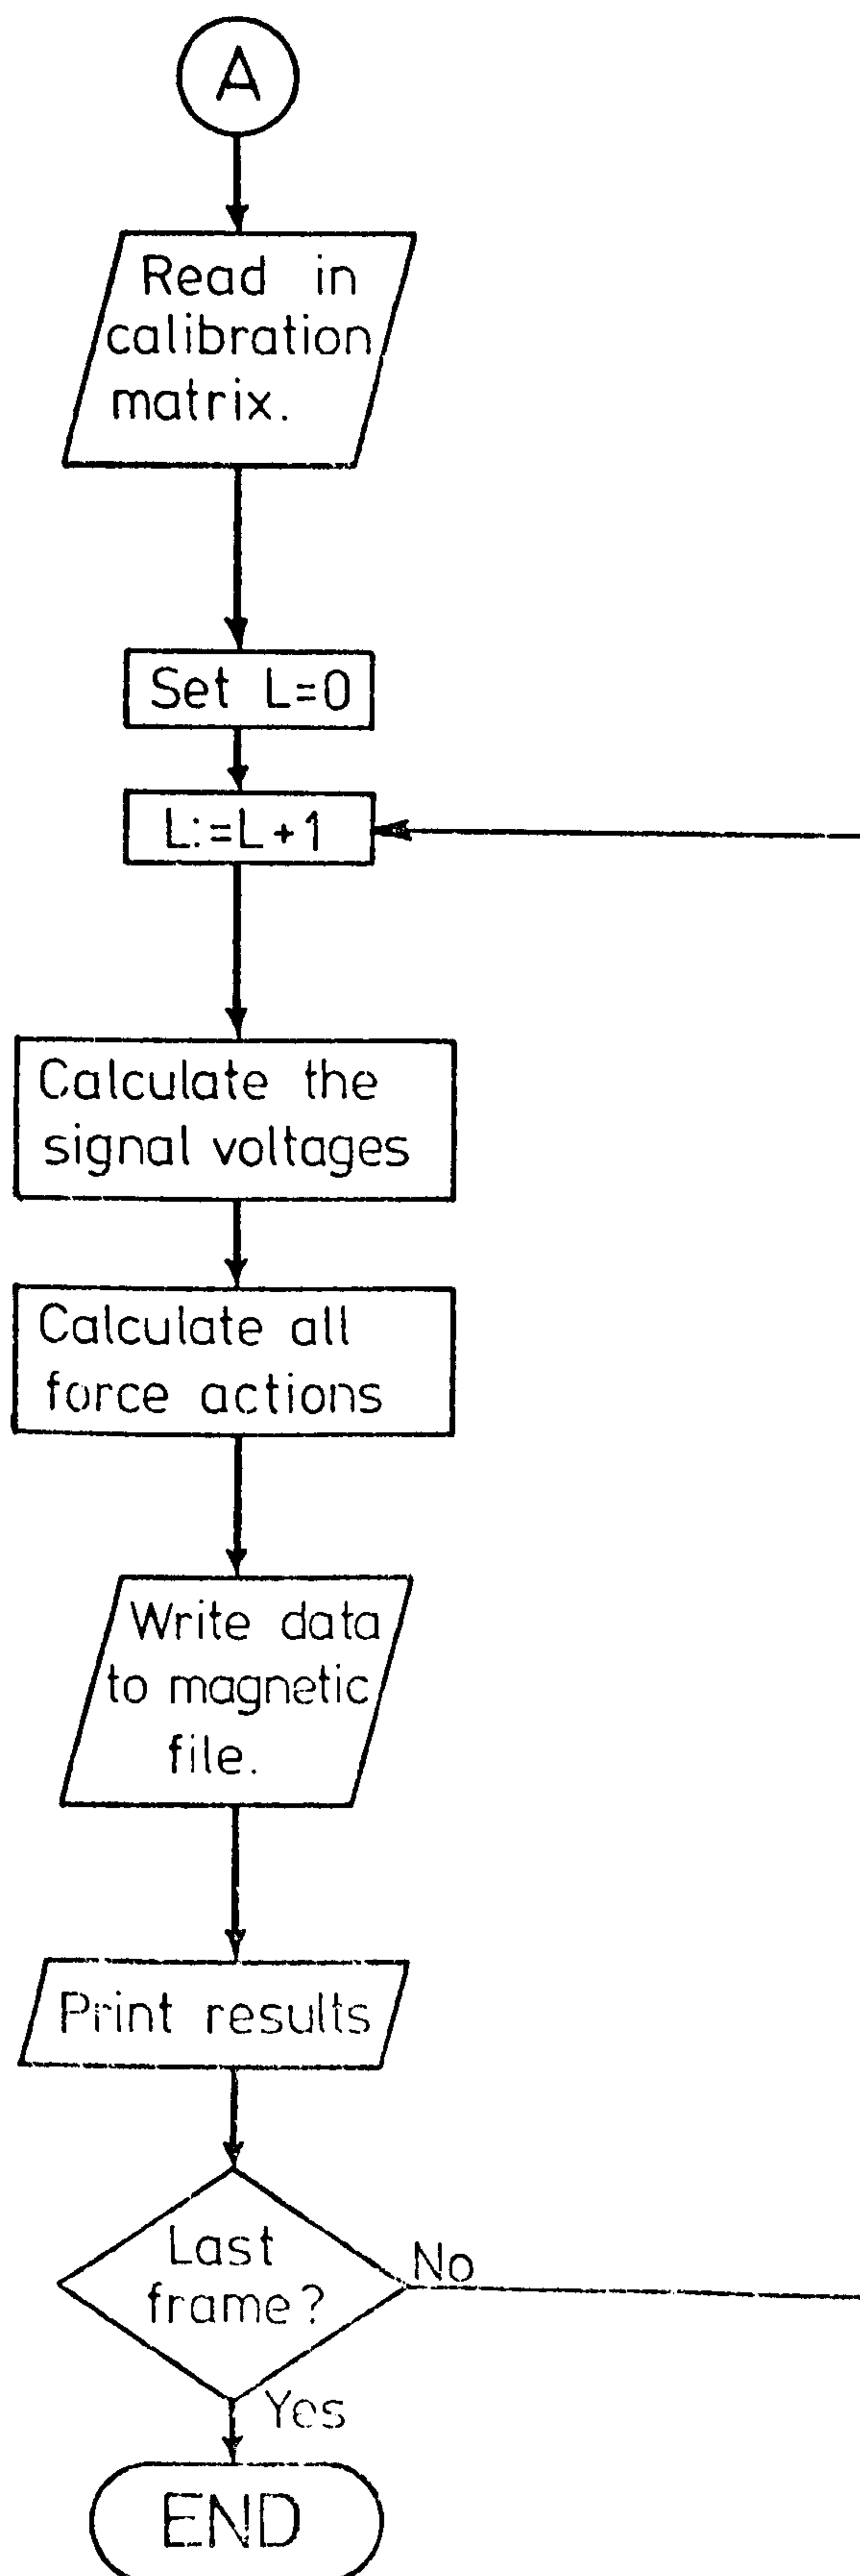 A
Read in
calibration
matrix.
Set L=0
L:=L+1
Calculate the
signal voltages
Calculate all
force actions
Write data
to magnetic
file.
Print results
Last
frame?
No
Yes
END